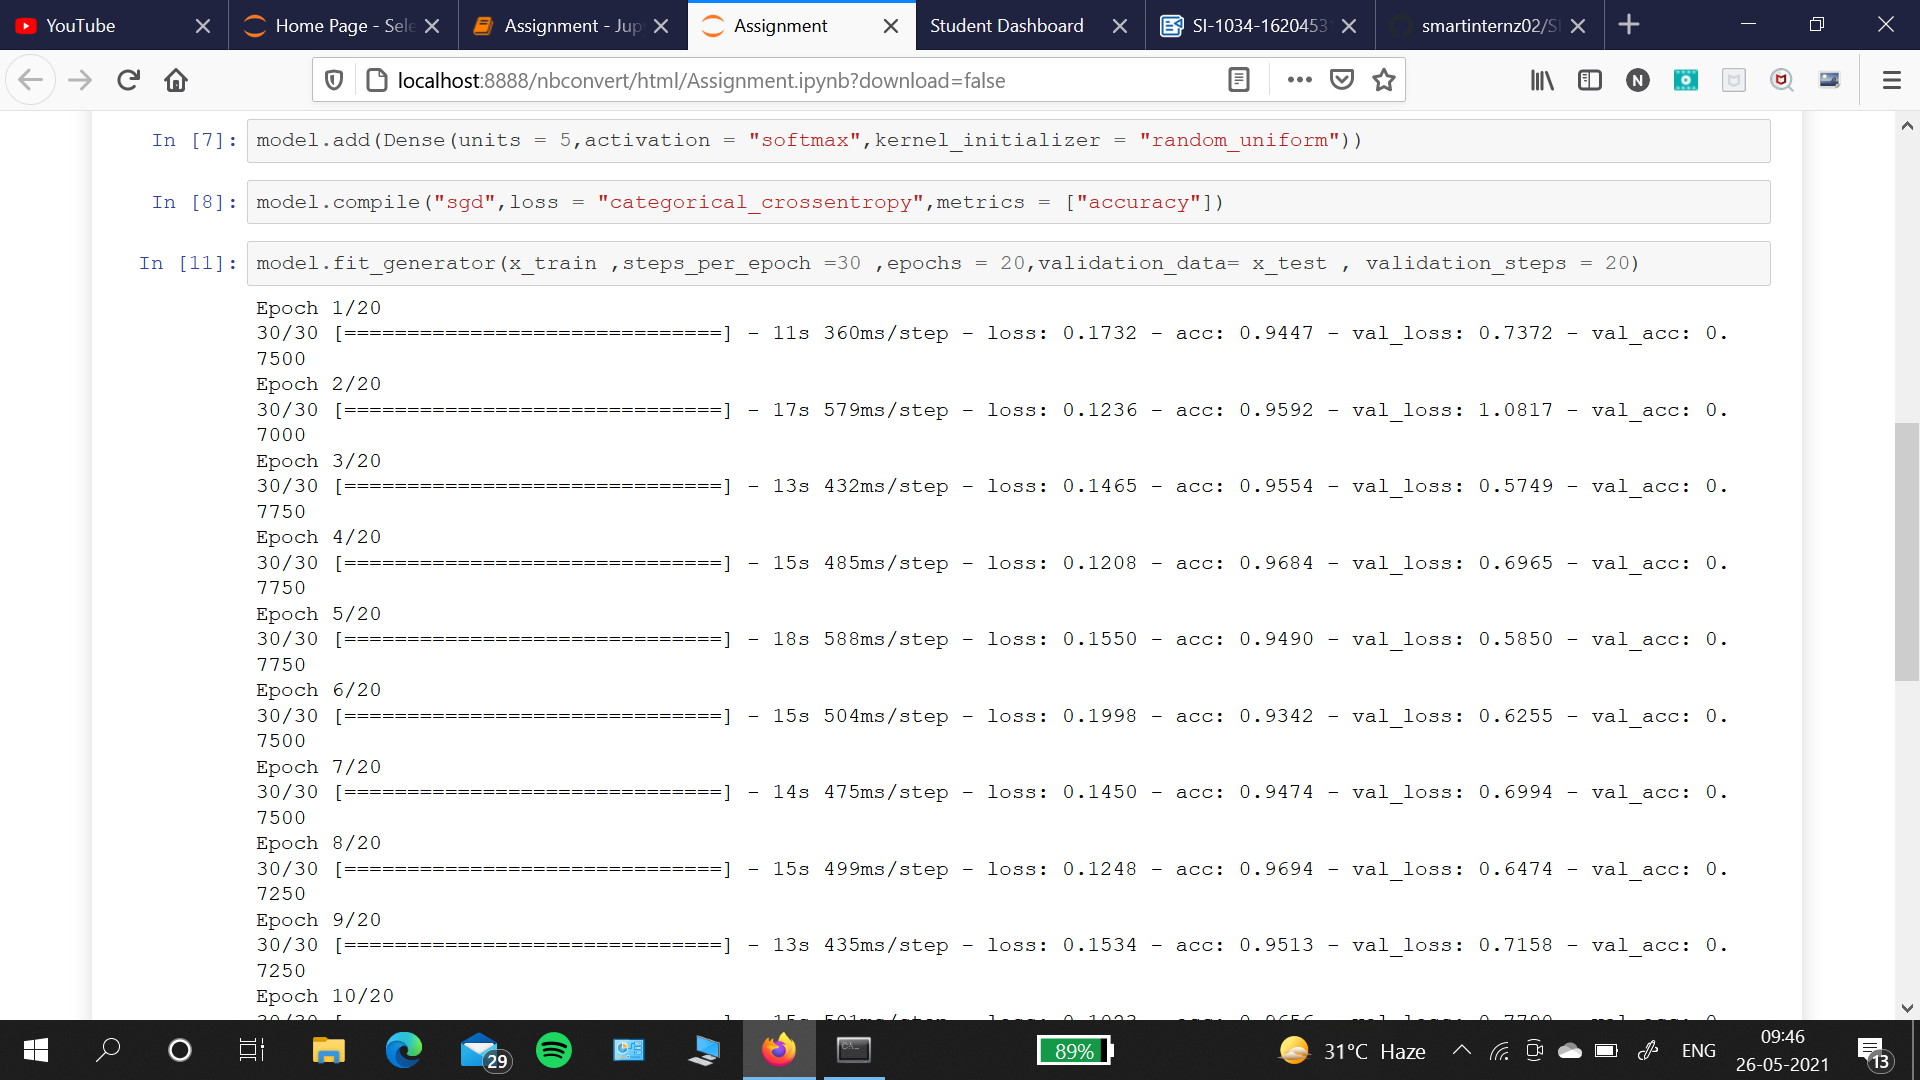 YouTube
Home Page - Sele
Assignment - Jup
Assignment
Student Dashboard
SI-1034-1620453
smartinternz02/SI
localhost:8888/nbconvert/html/Assignment.ipynb?download=false
N
In [7]: model.add(Dense(units = 5,activation = "softmax",kernel_initializer = "random_uniform"))
In [8]: model.compile("sgd",loss = "categorical_crossentropy",metrics = ["accuracy"])
In [11]: model.fit_generator(x_train ,steps_per_epoch =30 ,epochs = 20,validation_data= x_test , validation_steps = 20)
Epoch 1/20
30/30 [==============================] - 11s 360ms/step - loss: 0.1732 - acc: 0.9447 - val_loss: 0.7372 - val_acc: 0.
7500
Epoch 2/20
30/30 [==============================] - 17s 579ms/step - loss: 0.1236 - acc: 0.9592 - val_loss: 1.0817 - val_acc: 0.
7000
Epoch 3/20
30/30 [==============================] - 13s 432ms/step - loss: 0.1465 - acc: 0.9554 - val_loss: 0.5749 - val_acc: 0.
7750
Epoch 4/20
30/30 [==============================] - 15s 485ms/step - loss: 0.1208 - acc: 0.9684 - val_loss: 0.6965 - val_acc: 0.
7750
Epoch 5/20
30/30 [==============================] - 18s 588ms/step - loss: 0.1550 - acc: 0.9490 - val_loss: 0.5850 - val_acc: 0.
7750
Epoch 6/20
30/30 [==============================] - 15s 504ms/step - loss: 0.1998 - acc: 0.9342 - val_loss: 0.6255 - val_acc: 0.
7500
Epoch 7/20
30/30 [==============================] - 14s 475ms/step - loss: 0.1450 - acc: 0.9474 - val_loss: 0.6994 - val_acc: 0.
7500
Epoch 8/20
30/30 [==============================] - 15s 499ms/step - loss: 0.1248 - acc: 0.9694 - val_loss: 0.6474 - val_acc: 0.
7250
Epoch 9/20
30/30 [==============================] - 13s 435ms/step - loss: 0.1534 - acc: 0.9513 - val_loss: 0.7158 - val_acc: 0.
7250
Epoch 10/20
29
89%
31°C Haze
ENG
09:46
26-05-2021
13